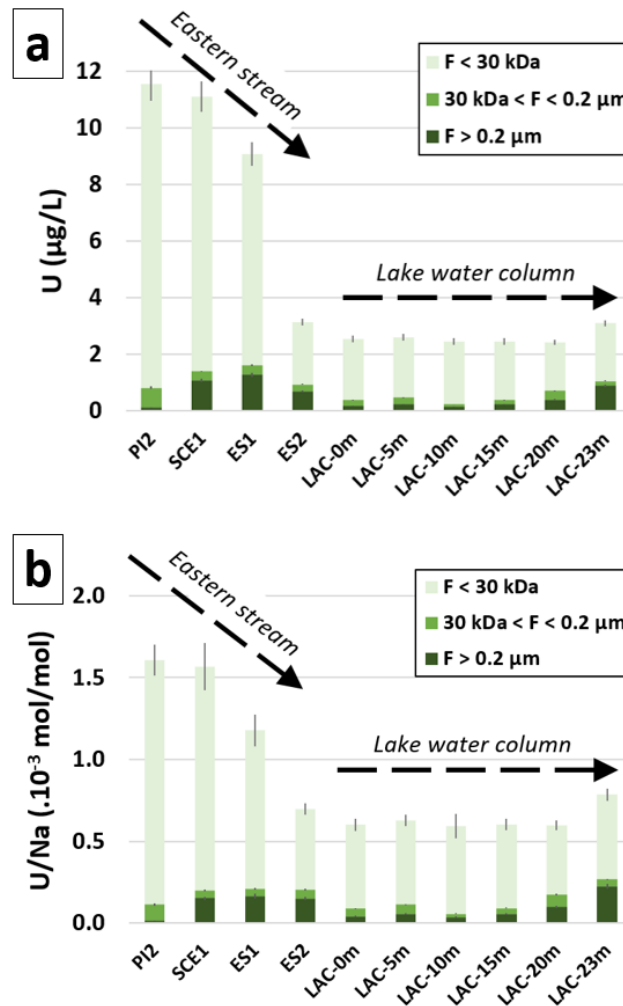 a
Eastern stream
F < 30 kDa
30 kDa < F < 0.2 µm
F > 0.2 µm
Lake water column
U (µg/L)
12
10
8
6
4
2
0
PI2 SCE1 ES1 ES2 LAC-0m LAC-5m LAC-10m LAC-15m LAC-20m LAC-23m
b
Eastern stream
F < 30 kDa
30 kDa < F < 0.2 µm
F > 0.2 µm
Lake water column
U/Na (.10⁻³ mol/mol)
2.0
1.5
1.0
0.5
0.0
PI2 SCE1 ES1 ES2 LAC-0m LAC-5m LAC-10m LAC-15m LAC-20m LAC-23m